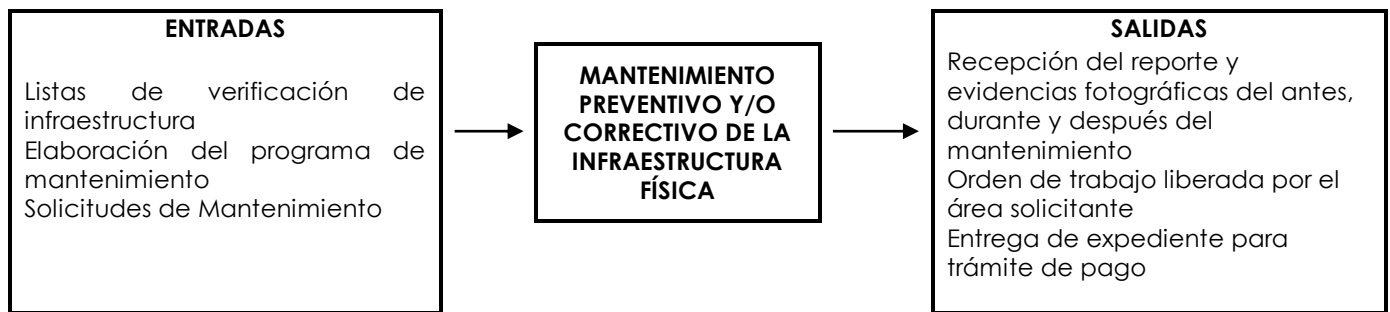 ENTRADAS
Listas de verificación de
infraestructura
Elaboración del programa de
mantenimiento
Solicitudes de Mantenimiento
MANTENIMIENTO
PREVENTIVO Y/O
CORRECTIVO DE LA
INFRAESTRUCTURA
FÍSICA
SALIDAS
Recepción del reporte y
evidencias fotográficas del antes,
durante y después del
mantenimiento
Orden de trabajo liberada por el
área solicitante
Entrega de expediente para
trámite de pago